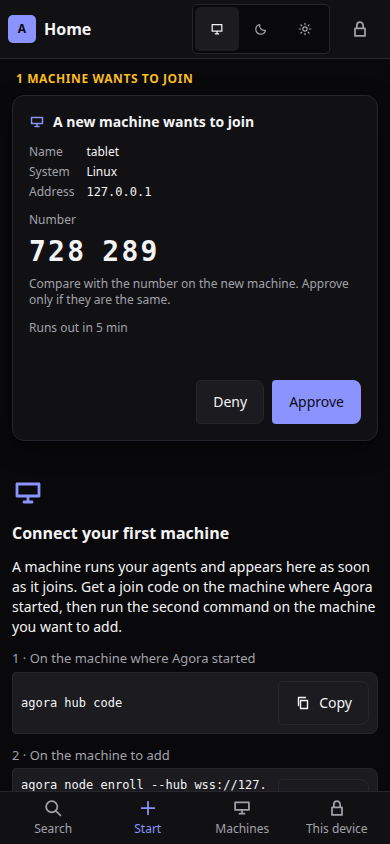 A Home
1 MACHINE WANTS TO JOIN
A new machine wants to join
Name tablet
System Linux
Address 127.0.0.1
Number
728 289
Compare with the number on the new machine. Approve
only if they are the same.
Runs out in 5 min
Deny Approve
Connect your first machine
A machine runs your agents and appears here as soon
as it joins. Get a join code on the machine where Agora
started, then run the second command on the machine
you want to add.
1 · On the machine where Agora started
agora hub code Copy
2 · On the machine to add
agora node enroll --hub wss://127.
Search Start Machines This device